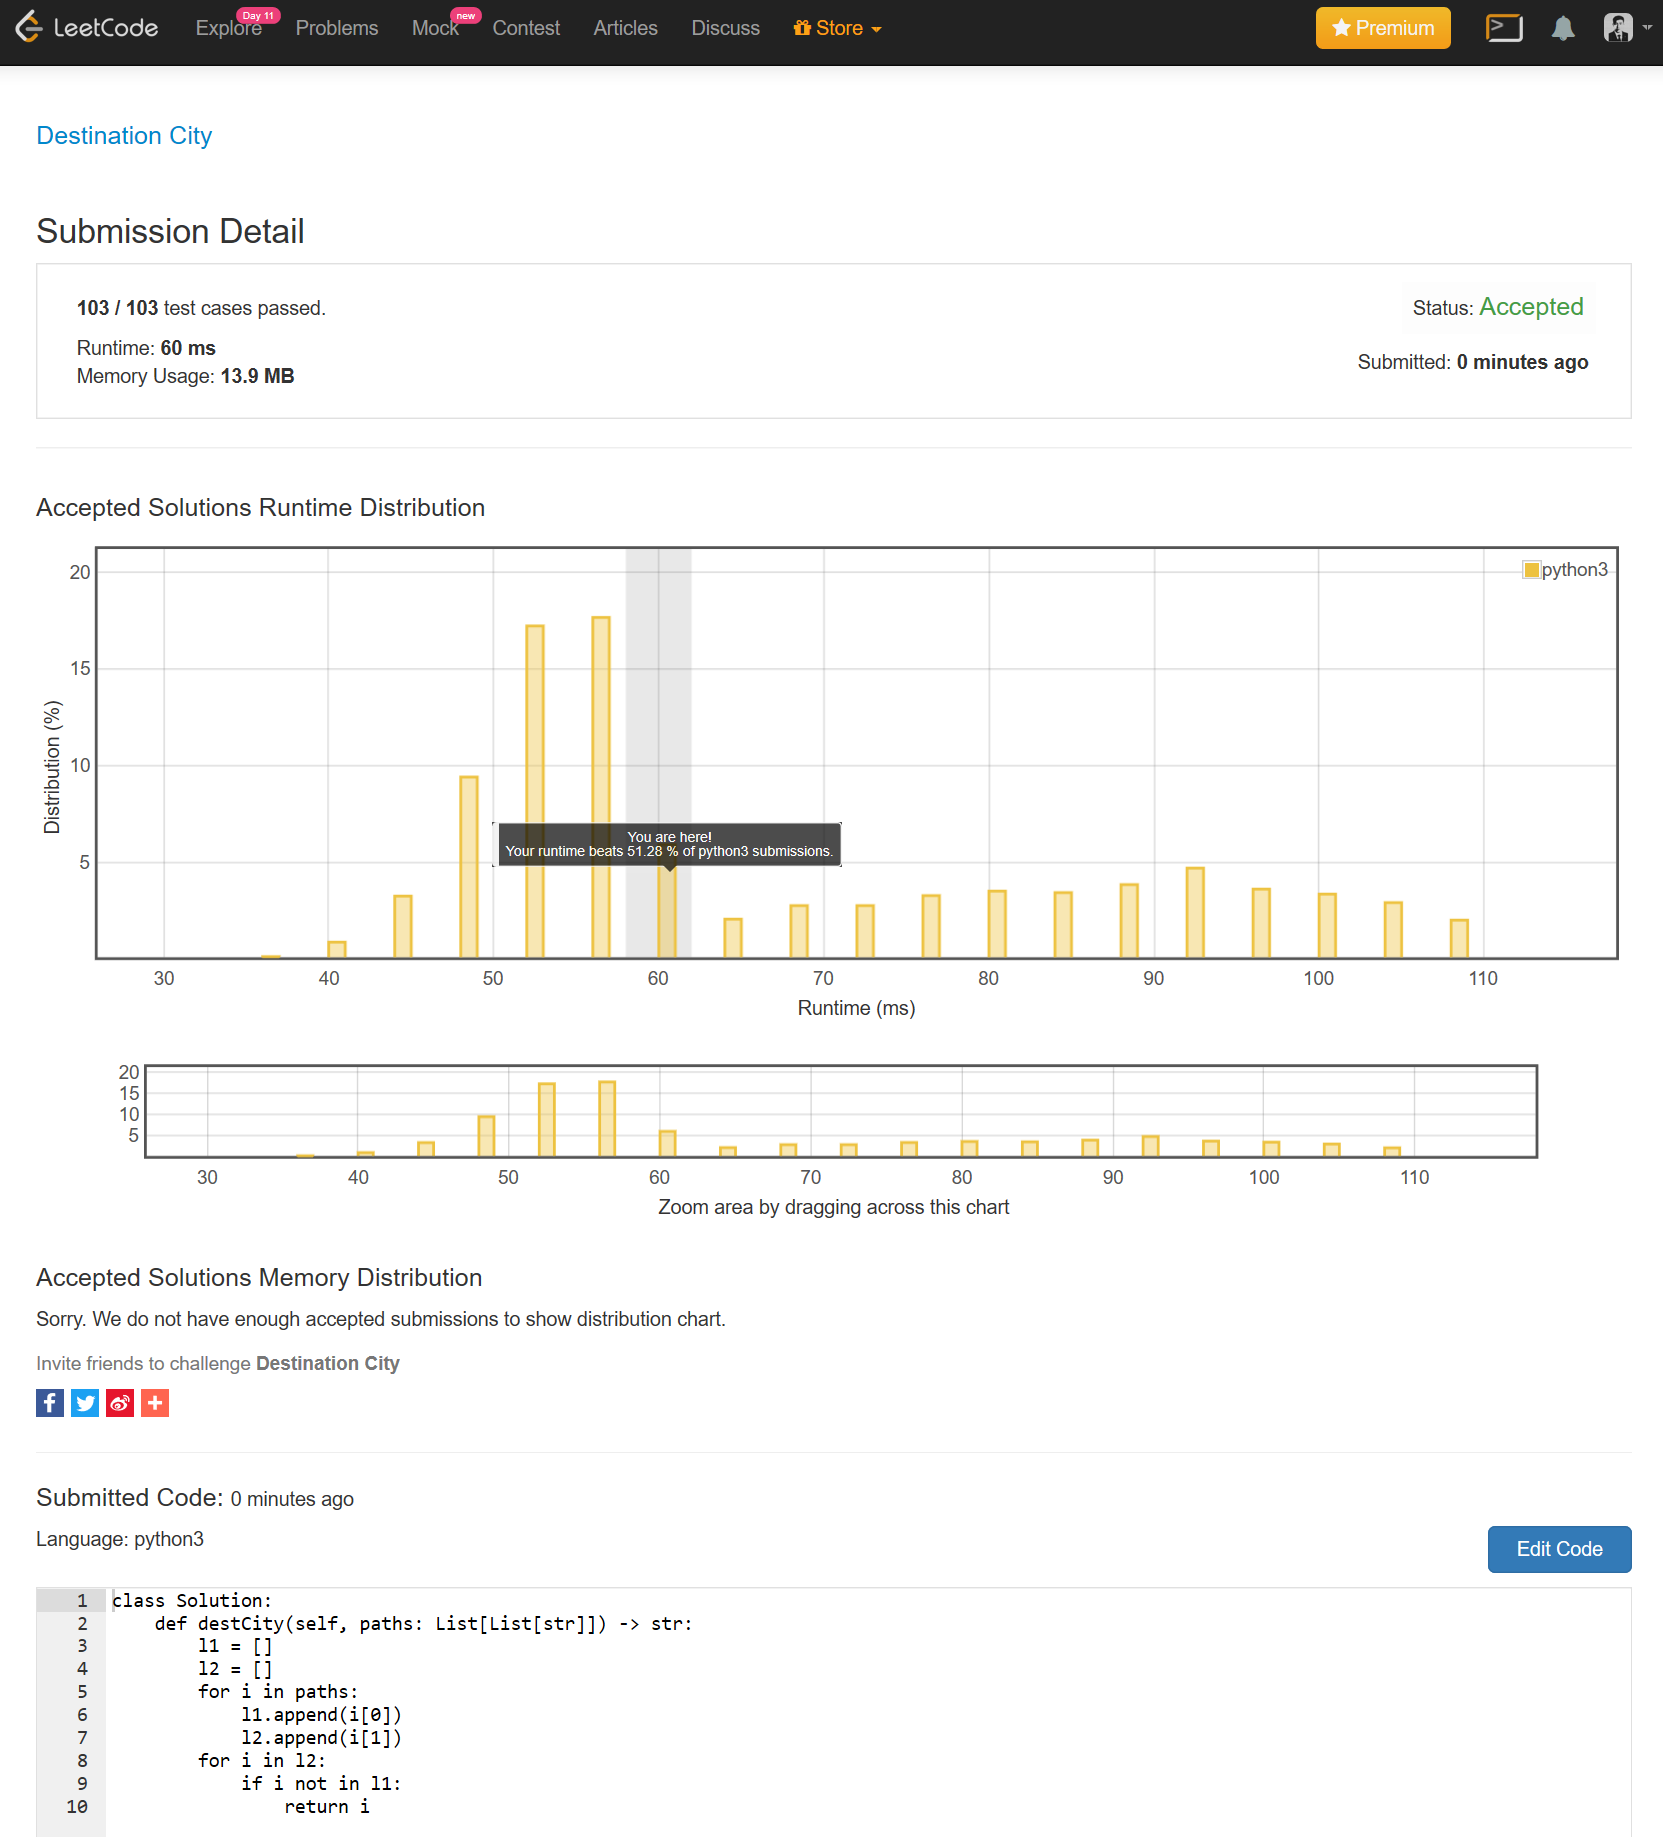 LeetCode Explore Day 11 Problems Mock new Contest Articles Discuss Store Premium
Destination City
Submission Detail
103 / 103 test cases passed.
Status: Accepted
Runtime: 60 ms
Submitted: 0 minutes ago
Memory Usage: 13.9 MB
Accepted Solutions Runtime Distribution
20
python3
15
10
5
Distribution (%)
You are here!
Your runtime beats 51.28 % of python3 submissions.
30 40 50 60 70 80 90 100 110
Runtime (ms)
20
15
10
5
30 40 50 60 70 80 90 100 110
Zoom area by dragging across this chart
Accepted Solutions Memory Distribution
Sorry. We do not have enough accepted submissions to show distribution chart.
Invite friends to challenge Destination City
Submitted Code: 0 minutes ago
Language: python3
Edit Code
1 class Solution:
2     def destCity(self, paths: List[List[str]]) -> str:
3         l1 = []
4         l2 = []
5         for i in paths:
6             l1.append(i[0])
7             l2.append(i[1])
8         for i in l2:
9             if i not in l1:
10                 return i